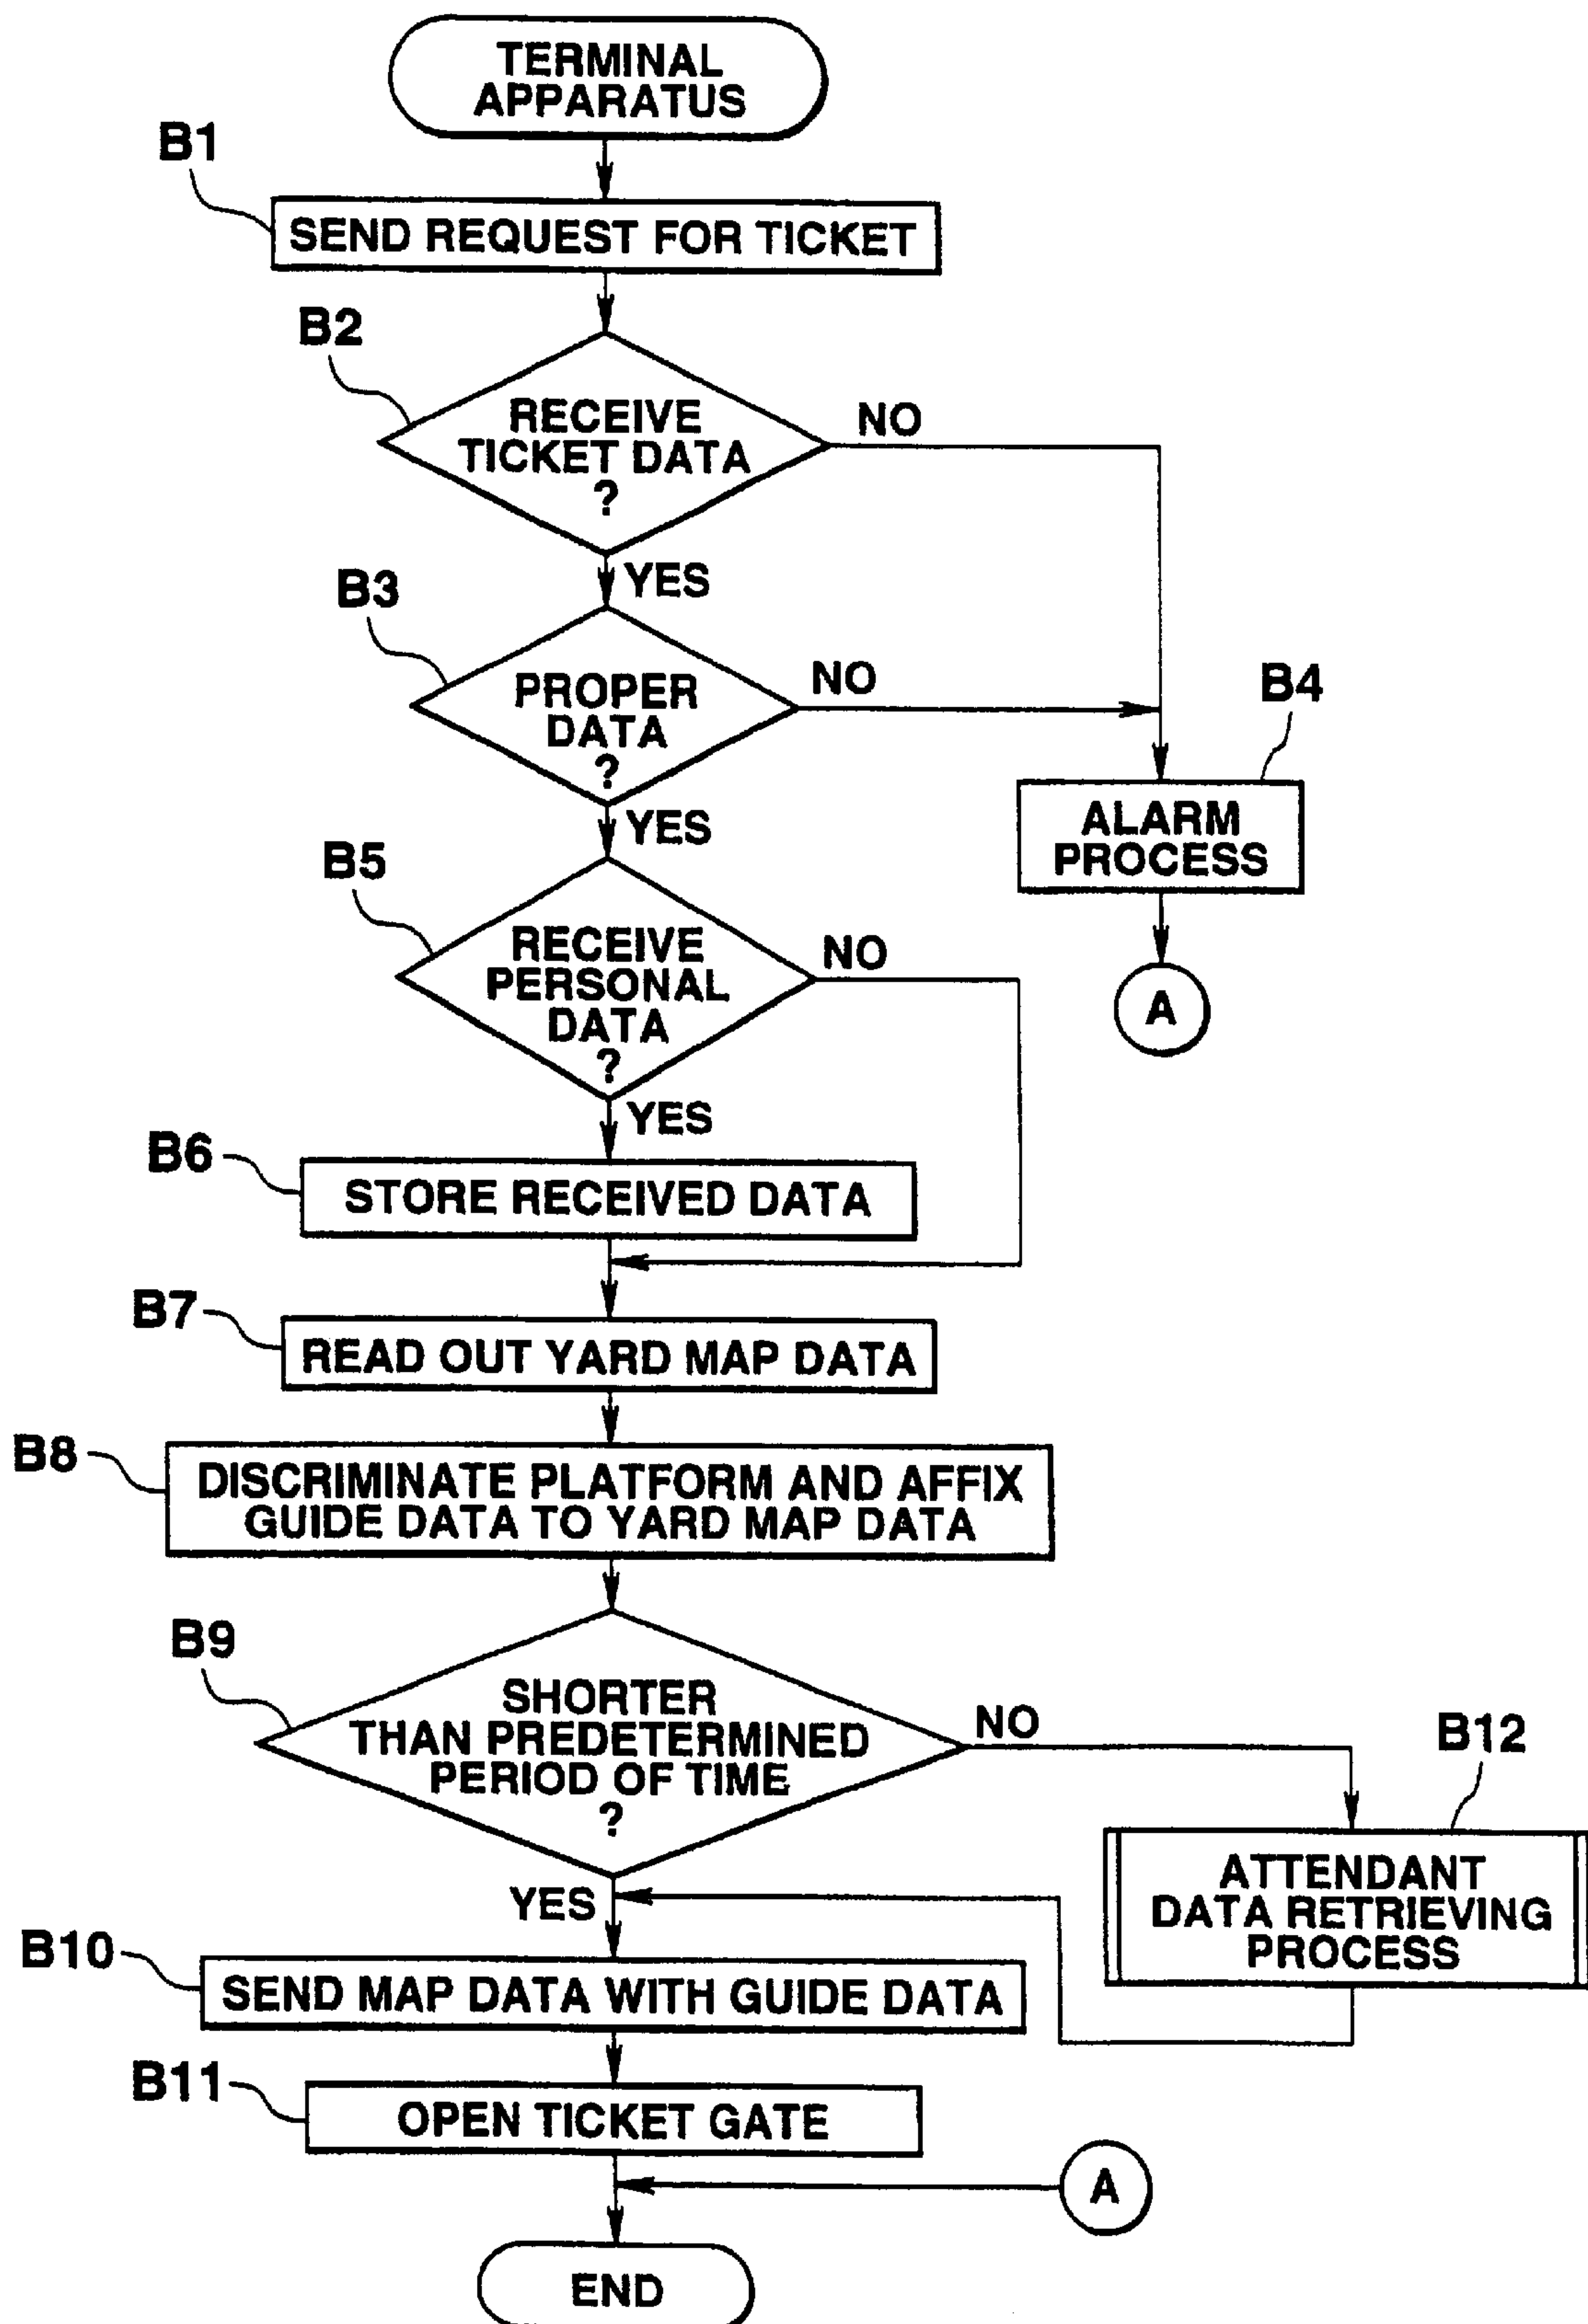 TERMINAL
APPARATUS
B1
SEND REQUEST FOR TICKET
B2
RECEIVE
TICKET DATA
?
NO
YES
B3
PROPER
DATA
?
NO
B4
ALARM
PROCESS
YES
A
B5
RECEIVE
PERSONAL
DATA
?
NO
YES
B6
STORE RECEIVED DATA
B7
READ OUT YARD MAP DATA
B8
DISCRIMINATE PLATFORM AND AFFIX
GUIDE DATA TO YARD MAP DATA
B9
SHORTER
THAN PREDETERMINED
PERIOD OF TIME
?
NO
B12
ATTENDANT
DATA RETRIEVING
PROCESS
YES
B10
SEND MAP DATA WITH GUIDE DATA
B11
OPEN TICKET GATE
A
END